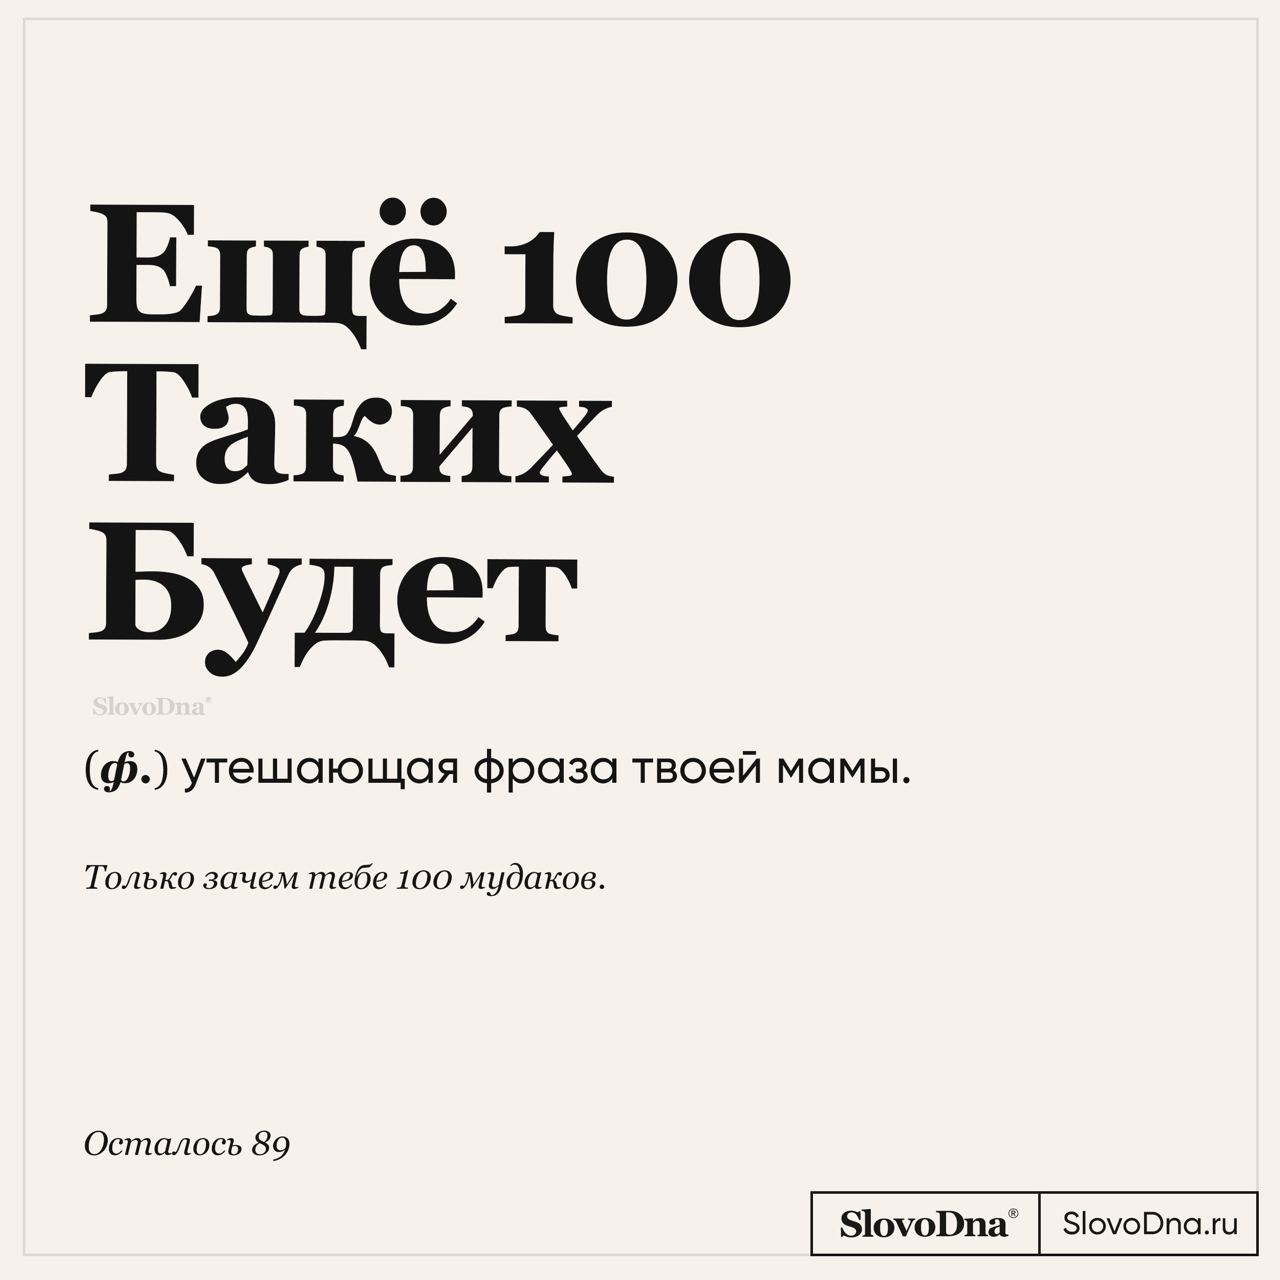 Ещё 100
Таких
Будет
SlovoDna®
(ф.) утешающая фраза твоей мамы.
Только зачем тебе 100 мудаков.
Осталось 89
SlovoDna® SlovoDna.ru